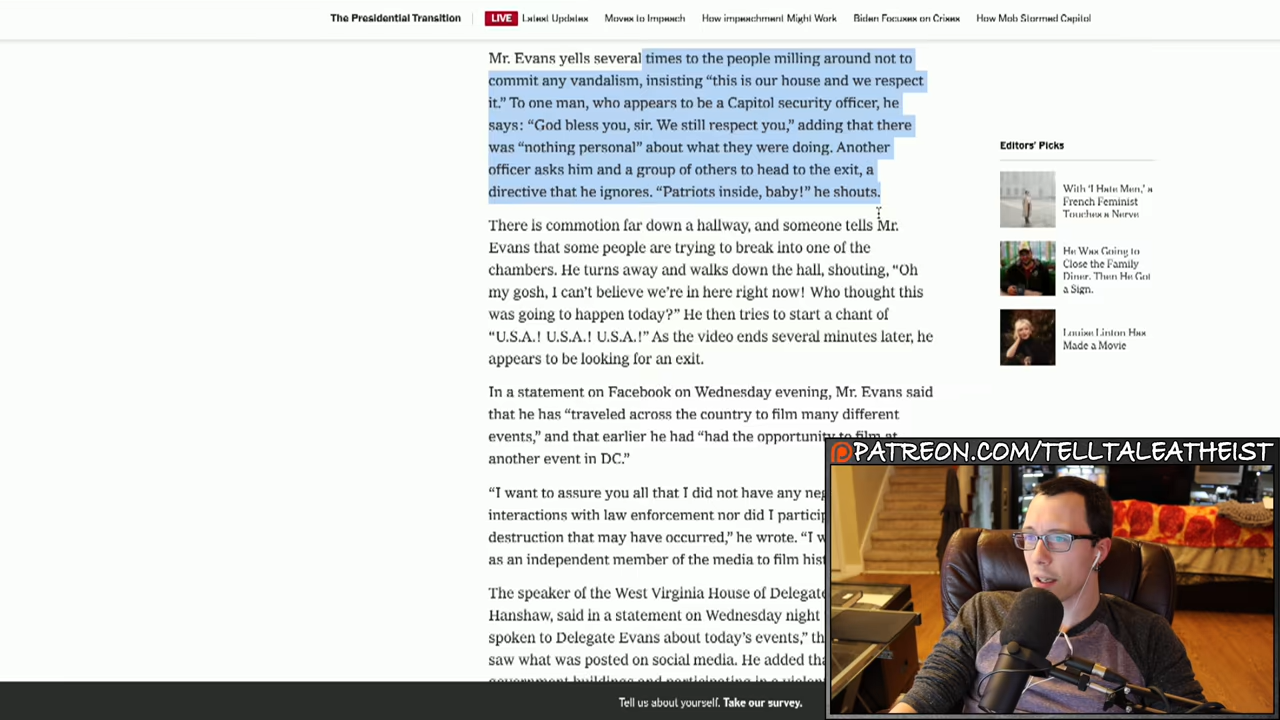 The Presidential Transition
LIVE Latest Updates
Moves to Impeach
How Impeachment Might Work
Biden Focuses on Crises
How Mob Stormed Capitol
Mr. Evans yells several times to the people milling around not to
commit any vandalism, insisting “this is our house and we respect
it.” To one man, who appears to be a Capitol security officer, he
says: “God bless you, sir. We still respect you,” adding that there
was “nothing personal” about what they were doing. Another
officer asks him and a group of others to head to the exit, a
directive that he ignores. “Patriots inside, baby!” he shouts.
There is commotion far down a hallway, and someone tells Mr.
Evans that some people are trying to break into one of the
chambers. He turns away and walks down the hall, shouting, “Oh
my gosh, I can’t believe we’re in here right now! Who thought this
was going to happen today?” He then tries to start a chant of
“U.S.A.! U.S.A.! U.S.A.!” As the video ends several minutes later, he
appears to be looking for an exit.
In a statement on Facebook on Wednesday evening, Mr. Evans said
that he has “traveled across the country to film many different
events,” and that earlier he had “had the opportunity to film at
another event in DC.”
“I want to assure you all that I did not have any neg
interactions with law enforcement nor did I particip
destruction that may have occurred,” he wrote. “I w
as an independent member of the media to film hist
The speaker of the West Virginia House of Delegate
Hanshaw, said in a statement on Wednesday night
spoken to Delegate Evans about today’s events,” th
saw what was posted on social media. He added tha
government buildings and participating in a violen
Editors’ Picks
With ‘I Hate Men,’ a
French Feminist
Touches a Nerve
He Was Going to
Close the Family
Diner. Then He Got
a Sign.
Louise Linton Has
Made a Movie
PATREON.COM/TELLTALEATHEIST
Tell us about yourself. Take our survey.